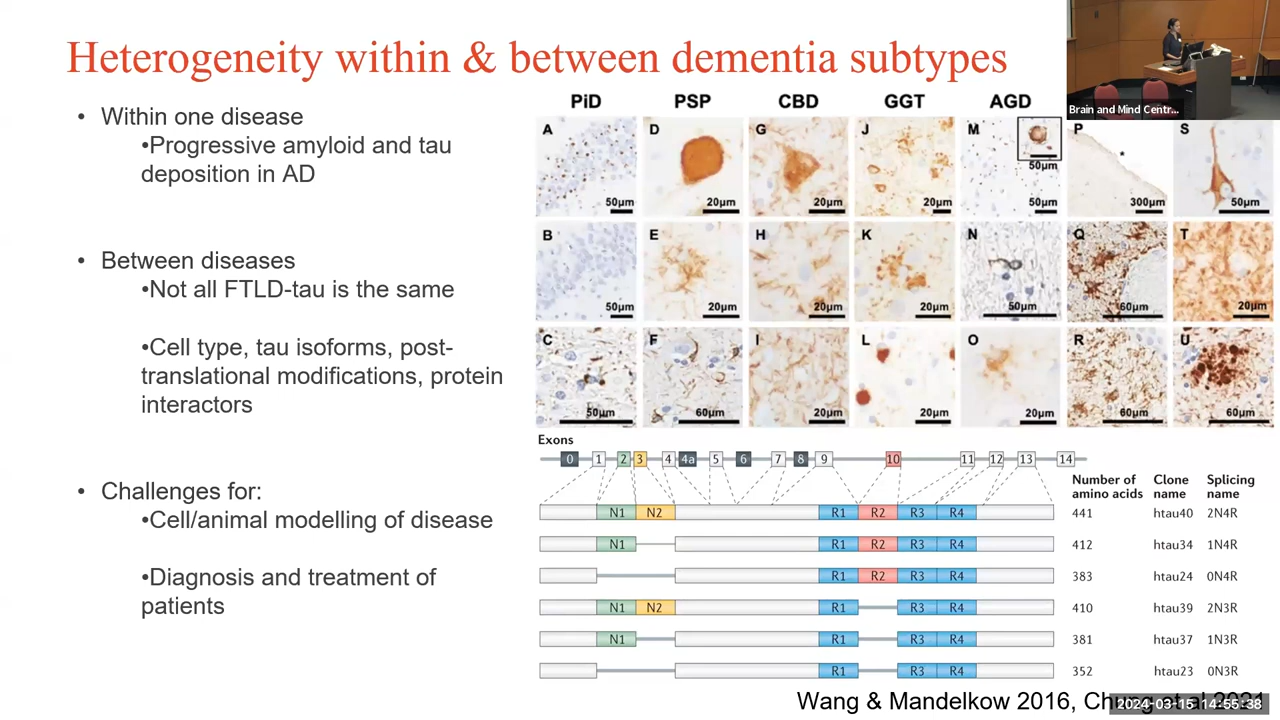 Heterogeneity within & between dementia subtypes
Brain and Mind Centr...
• Within one disease
•Progressive amyloid and tau
deposition in AD
• Between diseases
•Not all FTLD-tau is the same
•Cell type, tau isoforms, post-
translational modifications, protein
interactors
• Challenges for:
•Cell/animal modelling of disease
•Diagnosis and treatment of
patients
PiD PSP CBD GGT AGD
A D G J M P S
50µm
50µm 20µm 20µm 20µm 50µm 300µm 50µm
B E H K N Q T
50µm 20µm 20µm 20µm 50µm 60µm 20µm
C F I L O R U
50µm 60µm 20µm 20µm 20µm 60µm 60µm
Exons
0 1 2 3 4 4a 5 6 7 8 9 10 11 12 13 14
Number of Clone Splicing
amino acids name name
N1 N2 R1 R2 R3 R4 441 htau40 2N4R
N1 R1 R2 R3 R4 412 htau34 1N4R
R1 R2 R3 R4 383 htau24 0N4R
N1 N2 R1 R3 R4 410 htau39 2N3R
N1 R1 R3 R4 381 htau37 1N3R
R1 R3 R4 352 htau23 0N3R
Wang & Mandelkow 2016,
2024-03-15 14:55:38